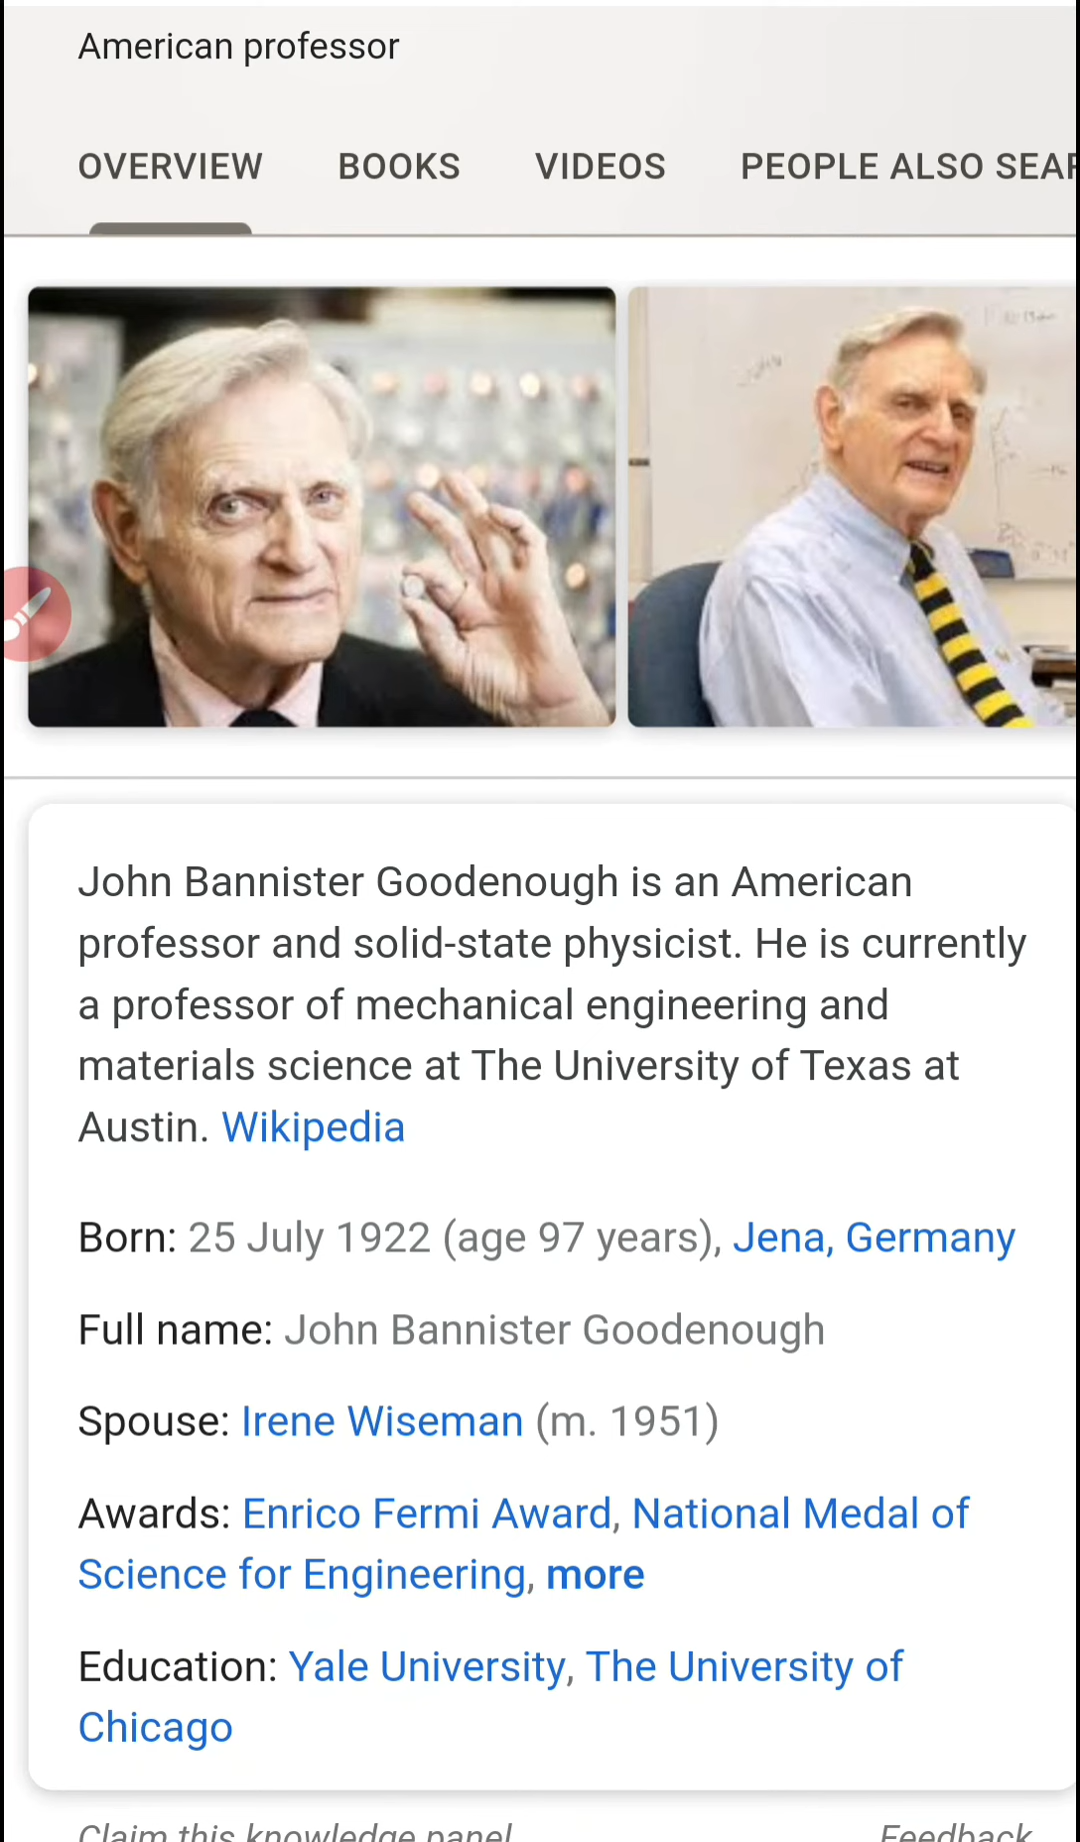 American professor
OVERVIEW BOOKS VIDEOS PEOPLE ALSO SEAR
John Bannister Goodenough is an American
professor and solid-state physicist. He is currently
a professor of mechanical engineering and
materials science at The University of Texas at
Austin. Wikipedia
Born: 25 July 1922 (age 97 years), Jena, Germany
Full name: John Bannister Goodenough
Spouse: Irene Wiseman (m. 1951)
Awards: Enrico Fermi Award, National Medal of
Science for Engineering, more
Education: Yale University, The University of
Chicago
Claim this knowledge panel Feedback